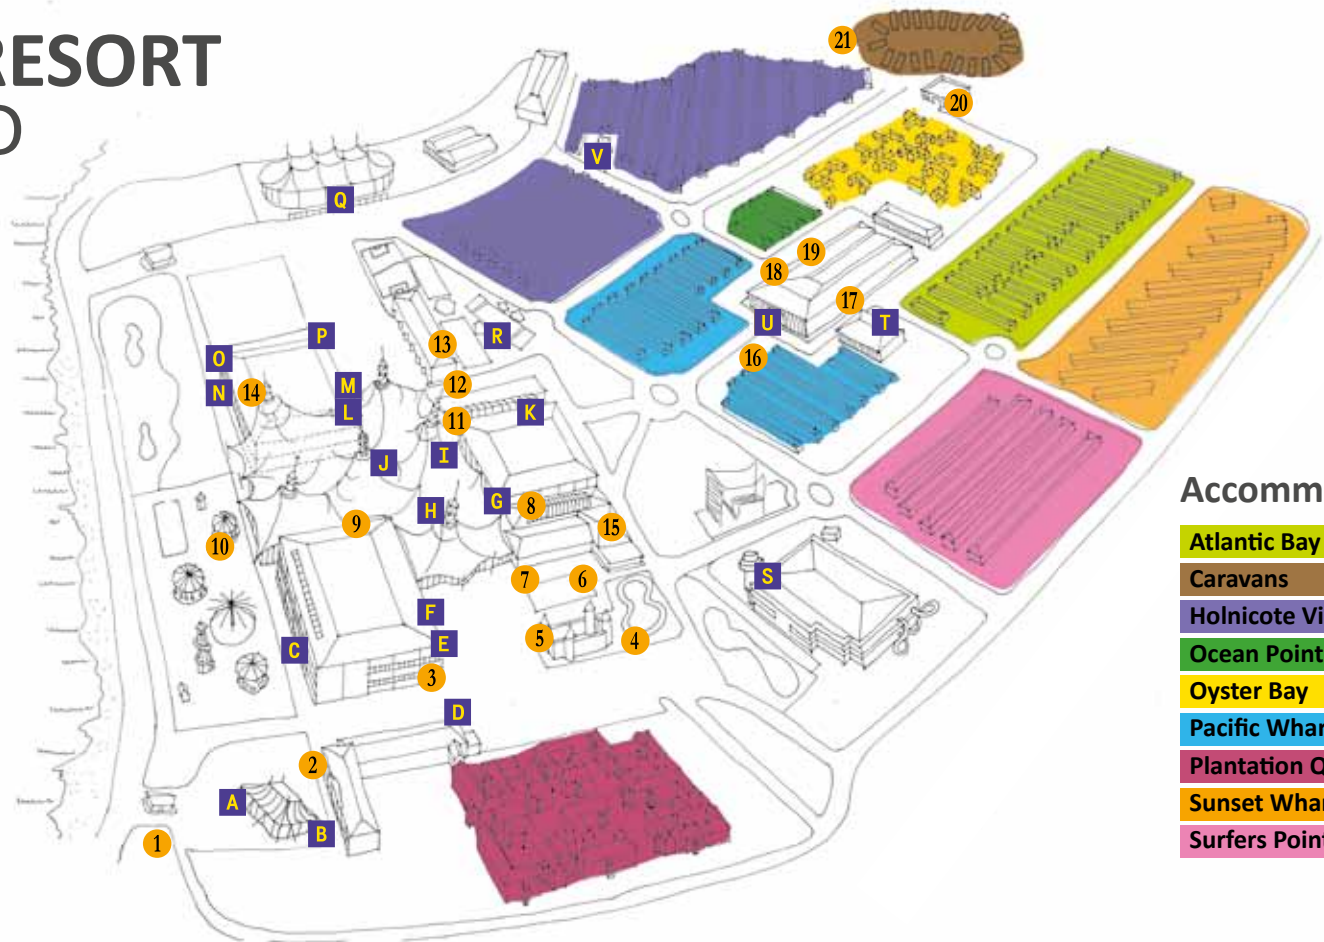 RESORT
21
20
V
Q
19
18
17
U
T
P
13
R
O
16
M
12
N
14
L
11
K
J
I
G
8
H
9
15
10
7
6
S
F
5
4
C
E
3
D
2
A
B
1
Accomm
Atlantic Bay
Caravans
Holnicote Vi
Ocean Point
Oyster Bay
Pacific Whar
Plantation Q
Sunset Whar
Surfers Point